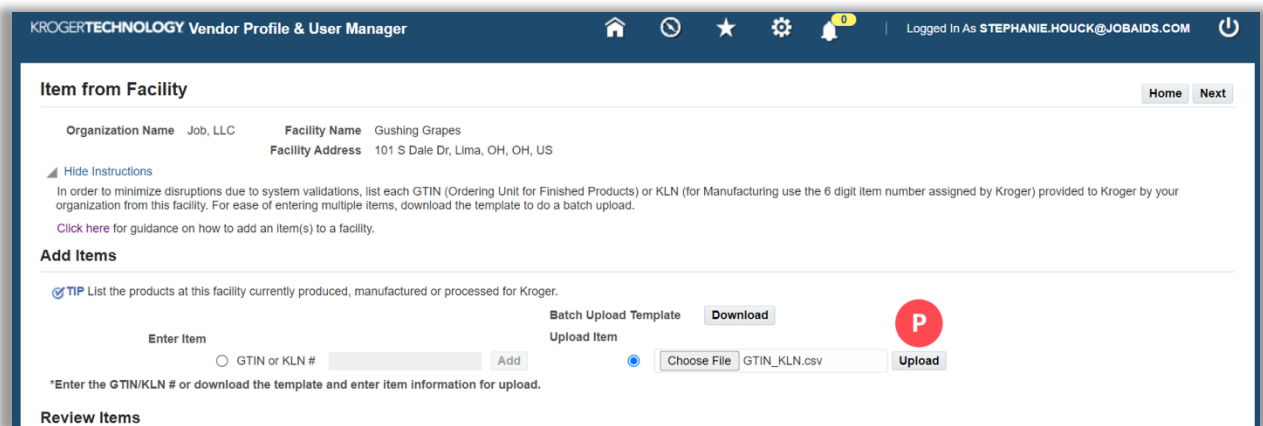 KROGERTECHNOLOGY. Vendor Profile & User Manager
0
Logged In As STEPHANIE.HOUCK@JOBAIDS.COM
Item from Facility
Home Next
Organization Name Job, LLC Facility Name Gushing Grapes
Facility Address 101 S Dale Dr, Lima, OH, OH, US
Hide Instructions
In order to minimize disruptions due to system validations, list each GTIN (Ordering Unit for Finished Products) or KLN (for Manufacturing use the 6 digit item number assigned by Kroger) provided to Kroger by your
organization from this facility. For ease of entering multiple items, download the template to do a batch upload.
Click here for guidance on how to add an item(s) to a facility.
Add Items
TIP List the products at this facility currently produced, manufactured or processed for Kroger.
Batch Upload Template Download
P
Enter Item Upload Item
GTIN or KLN # Add Choose File GTIN_KLN.csv Upload
*Enter the GTIN/KLN # or download the template and enter item information for upload.
Review Items